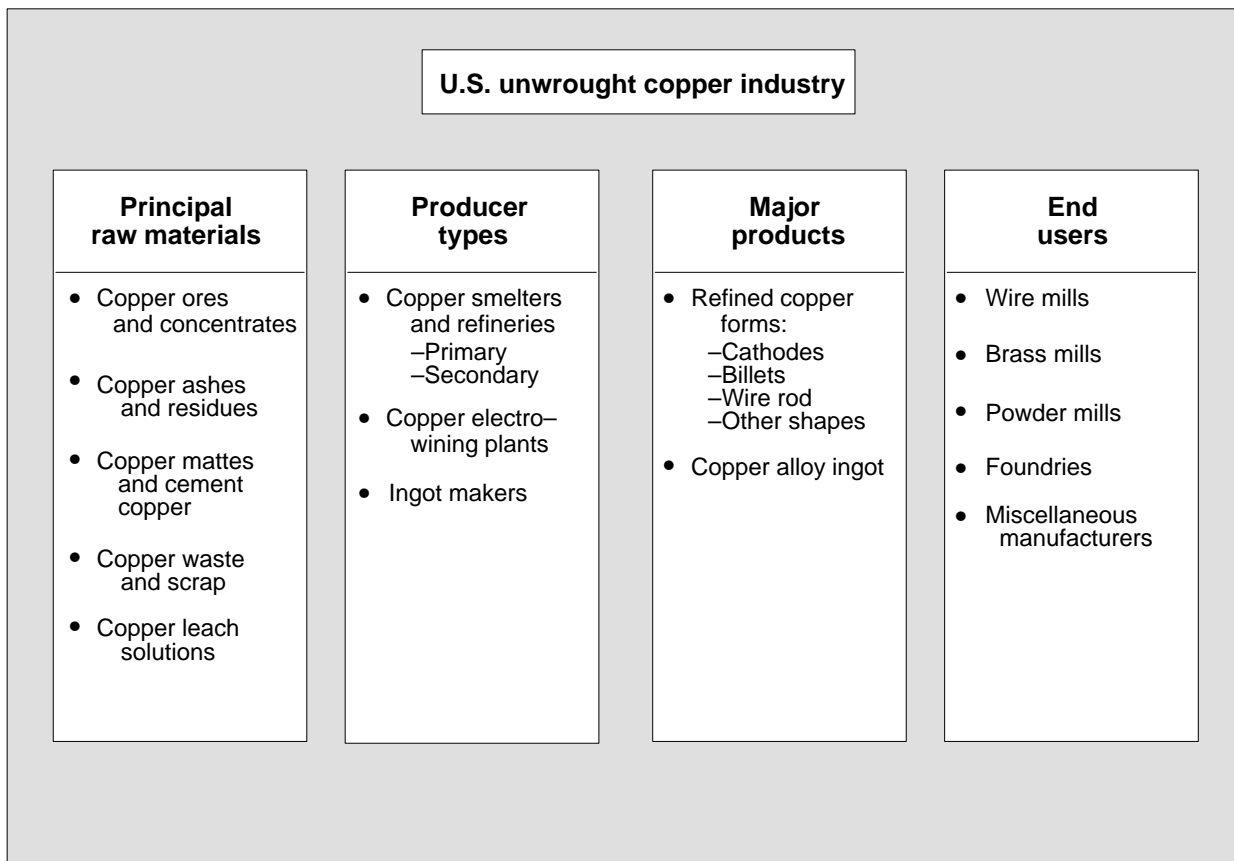 U.S. unwrought copper industry
Principal
raw materials
• Copper ores
and concentrates
• Copper ashes
and residues
• Copper mattes
and cement
copper
• Copper waste
and scrap
• Copper leach
solutions
Producer
types
• Copper smelters
and refineries
–Primary
–Secondary
• Copper electro–
wining plants
• Ingot makers
Major
products
• Refined copper
forms:
–Cathodes
–Billets
–Wire rod
–Other shapes
• Copper alloy ingot
End
users
• Wire mills
• Brass mills
• Powder mills
• Foundries
• Miscellaneous
manufacturers